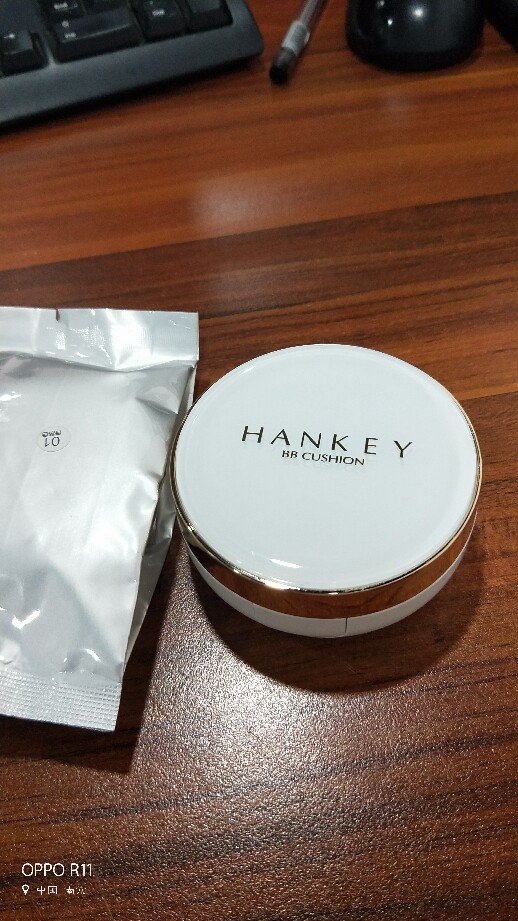 HANKEY
BB CUSHION
01
OPPO R11
中国